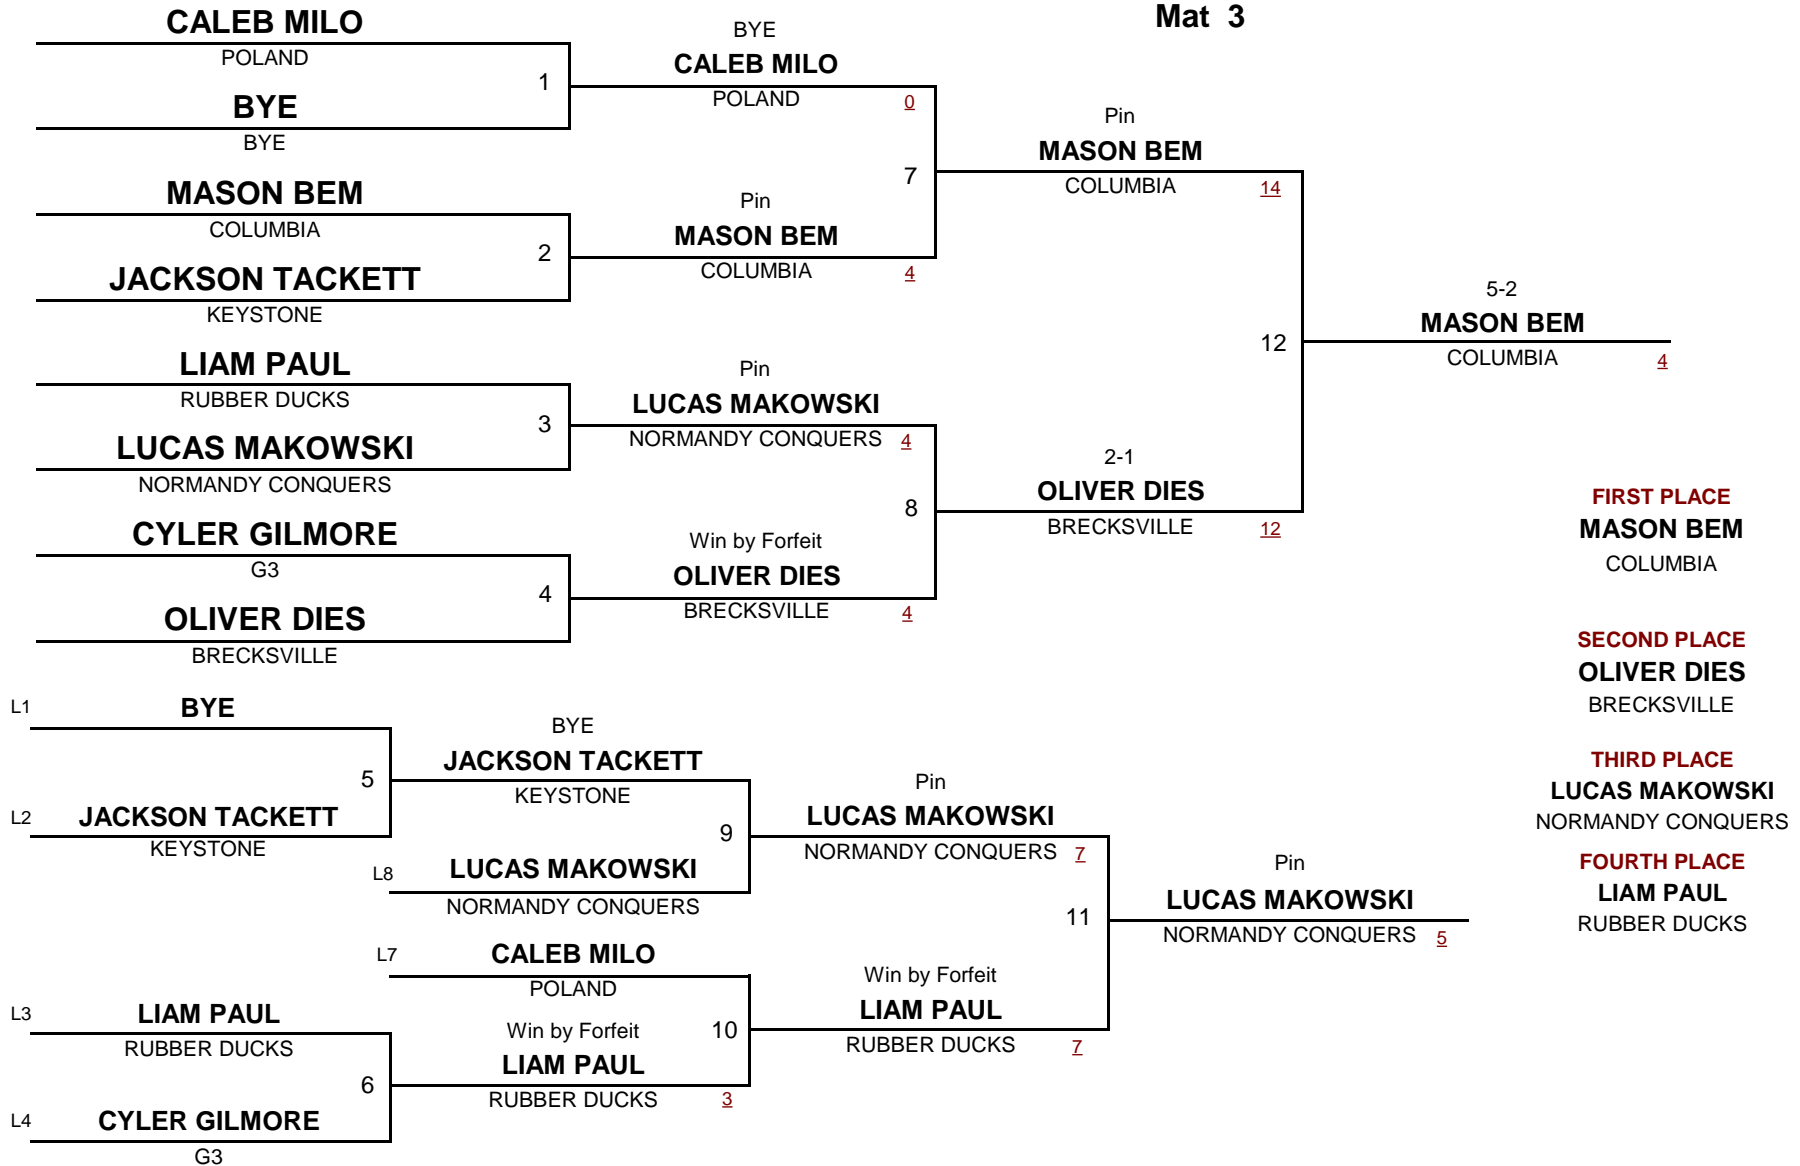 Mat 3
CALEB MILO
POLAND
1
BYE
BYE
MASON BEM
COLUMBIA
2
JACKSON TACKETT
KEYSTONE
LIAM PAUL
RUBBER DUCKS
3
LUCAS MAKOWSKI
NORMANDY CONQUERS
CYLER GILMORE
G3
4
OLIVER DIES
BRECKSVILLE
BYE
CALEB MILO
POLAND 0
7
Pin
MASON BEM
COLUMBIA 4
Pin
LUCAS MAKOWSKI
NORMANDY CONQUERS 4
8
Win by Forfeit
OLIVER DIES
BRECKSVILLE 4
Pin
MASON BEM
COLUMBIA 14
12
2-1
OLIVER DIES
BRECKSVILLE 12
5-2
MASON BEM
COLUMBIA 4
FIRST PLACE
MASON BEM
COLUMBIA
SECOND PLACE
OLIVER DIES
BRECKSVILLE
THIRD PLACE
LUCAS MAKOWSKI
NORMANDY CONQUERS
FOURTH PLACE
LIAM PAUL
RUBBER DUCKS
L1 BYE
5
L2 JACKSON TACKETT
KEYSTONE
L3 LIAM PAUL
RUBBER DUCKS
6
L4 CYLER GILMORE
G3
BYE
JACKSON TACKETT
KEYSTONE
9
L8 LUCAS MAKOWSKI
NORMANDY CONQUERS
L7 CALEB MILO
POLAND
10
Win by Forfeit
LIAM PAUL
RUBBER DUCKS 3
Pin
LUCAS MAKOWSKI
NORMANDY CONQUERS 7
11
Win by Forfeit
LIAM PAUL
RUBBER DUCKS 7
Pin
LUCAS MAKOWSKI
NORMANDY CONQUERS 5